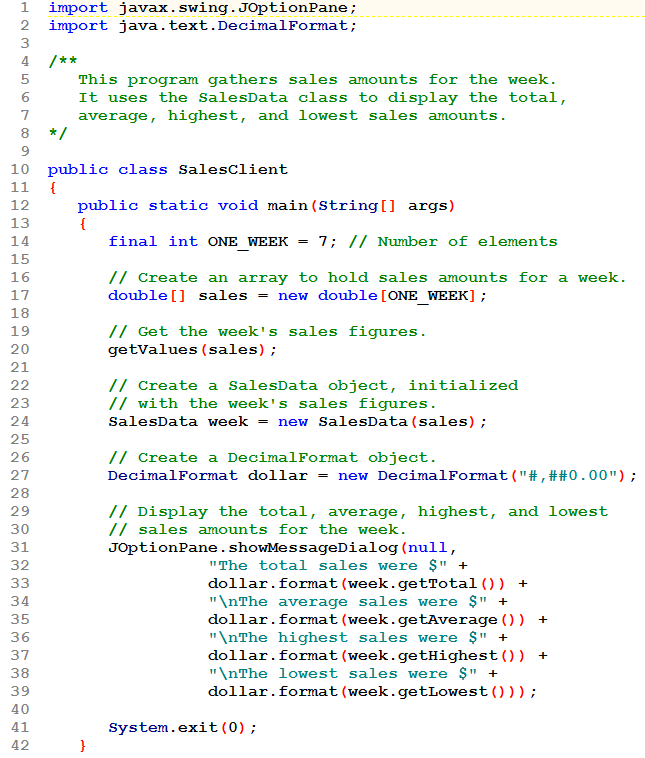 1 import javax.swing.JOptionPane;
2 import java.text.DecimalFormat;
3
4 /**
5 This program gathers sales amounts for the week.
6 It uses the SalesData class to display the total,
7 average, highest, and lowest sales amounts.
8 */
9
10 public class SalesClient
11 {
12 public static void main(String[] args)
13 {
14 final int ONE_WEEK = 7; // Number of elements
15
16 // Create an array to hold sales amounts for a week.
17 double[] sales = new double[ONE_WEEK];
18
19 // Get the week's sales figures.
20 getValues(sales);
21
22 // Create a SalesData object, initialized
23 // with the week's sales figures.
24 SalesData week = new SalesData(sales);
25
26 // Create a DecimalFormat object.
27 DecimalFormat dollar = new DecimalFormat("#,##0.00");
28
29 // Display the total, average, highest, and lowest
30 // sales amounts for the week.
31 JOptionPane.showMessageDialog(null,
32 "The total sales were $" +
33 dollar.format(week.getTotal()) +
34 "\nThe average sales were $" +
35 dollar.format(week.getAverage()) +
36 "\nThe highest sales were $" +
37 dollar.format(week.getHighest()) +
38 "\nThe lowest sales were $" +
39 dollar.format(week.getLowest()));
40
41 System.exit(0);
42 }